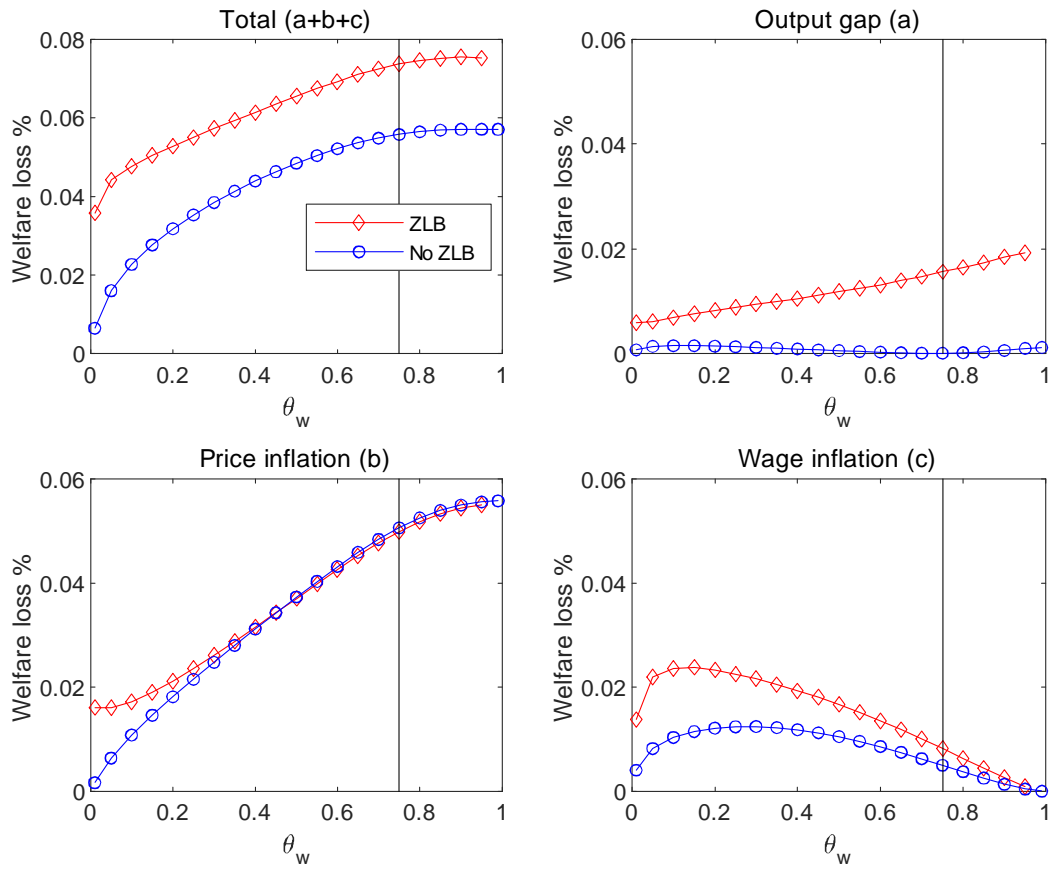 Total (a+b+c)
Welfare loss %
0.08
0.06
0.04
0.02
0
ZLB
No ZLB
0 0.2 0.4 0.6 0.8 1
θw
Output gap (a)
Welfare loss %
0.06
0.04
0.02
0
0 0.2 0.4 0.6 0.8 1
θw
Price inflation (b)
Welfare loss %
0.06
0.04
0.02
0
0 0.2 0.4 0.6 0.8 1
θw
Wage inflation (c)
Welfare loss %
0.06
0.04
0.02
0
0 0.2 0.4 0.6 0.8 1
θw